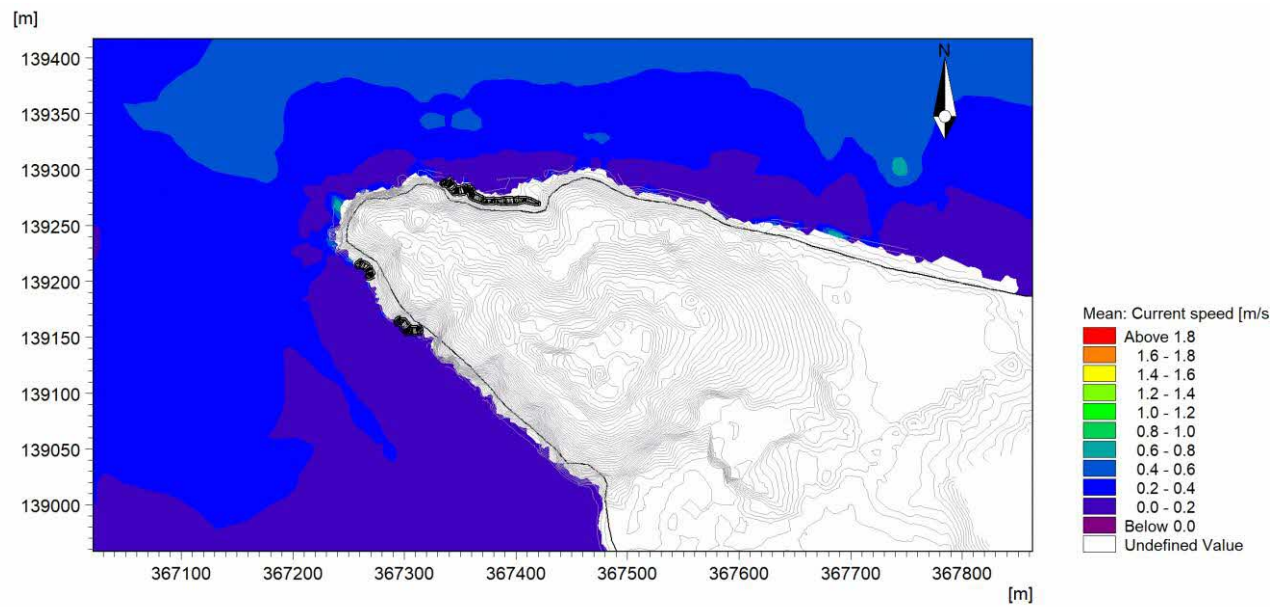 [m]
139400
139350
139300
139250
139200
139150
139100
139050
139000
N
Mean: Current speed [m/s
Above 1.8
1.6 - 1.8
1.4 - 1.6
1.2 - 1.4
1.0 - 1.2
0.8 - 1.0
0.6 - 0.8
0.4 - 0.6
0.2 - 0.4
0.0 - 0.2
Below 0.0
Undefined Value
367100 367200 367300 367400 367500 367600 367700 367800
[m]